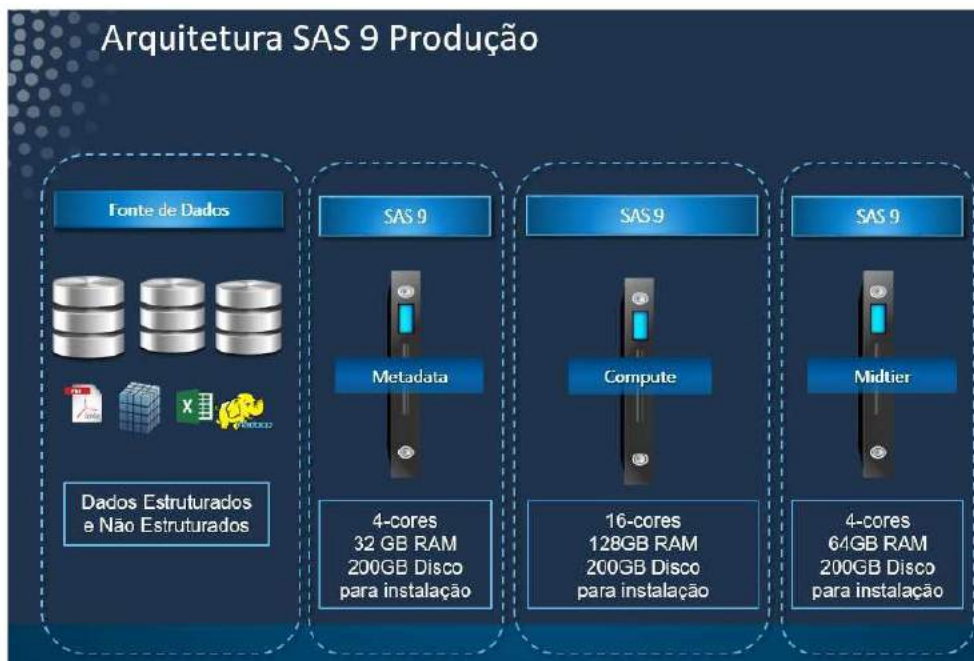 Arquitetura SAS 9 Produção
Fonte de Dados
PDF
X
hadoop
Dados Estruturados
e Não Estruturados
SAS 9
Metadata
4-cores
32 GB RAM
200GB Disco
para instalação
SAS 9
Compute
16-cores
128GB RAM
200GB Disco
para instalação
SAS 9
Midtier
4-cores
64GB RAM
200GB Disco
para instalação